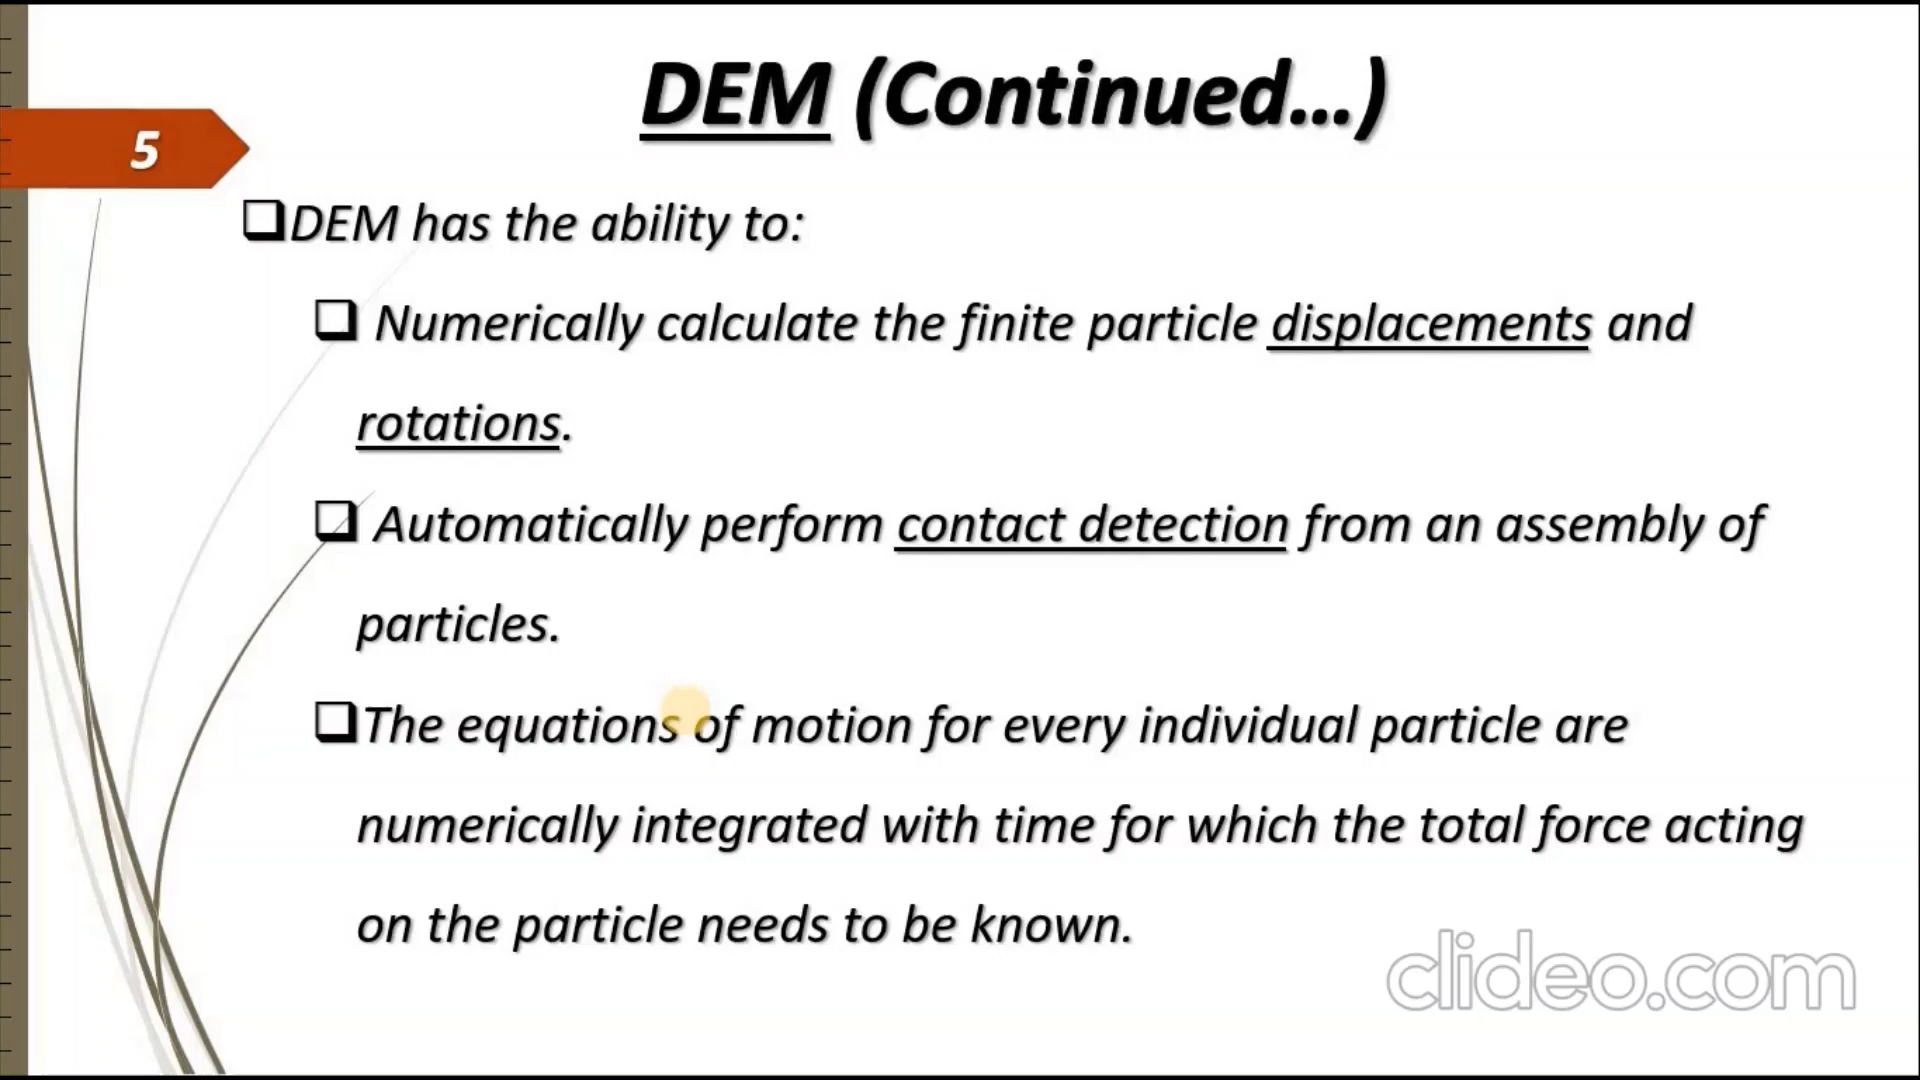 DEM (Continued...)
5
DEM has the ability to:
Numerically calculate the finite particle displacements and
rotations.
Automatically perform contact detection from an assembly of
particles.
The equations of motion for every individual particle are
numerically integrated with time for which the total force acting
on the particle needs to be known.
clideo.com